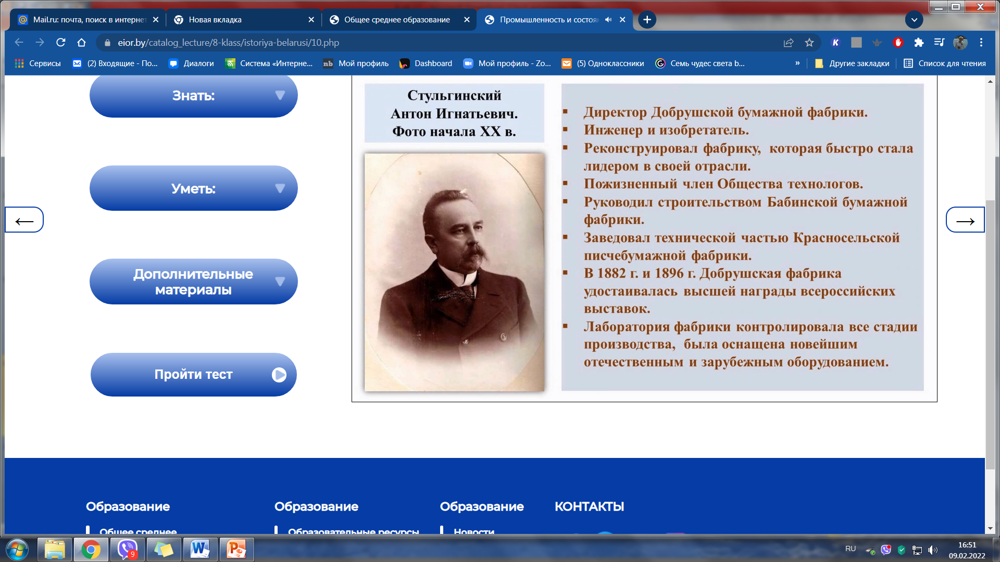 Mail.ru: почта, поиск в интернет
Новая вкладка
Общее среднее образование
Промышленность и состоян
eior.by/catalog_lecture/8-klass/istoriya-belarusi/10.php
Сервисы
(2) Входящие - По...
Диалоги
Система «Интерне...
nb Мой профиль
Dashboard
Мой профиль - Zo...
(5) Одноклассники
Семь чудес света b...
»
Другие закладки
Список для чтения
Знать:
Уметь:
Дополнительные
материалы
Пройти тест
←
→
Стульгинский
Антон Игнатьевич.
Фото начала XX в.
▪ Директор Добрушской бумажной фабрики.
▪ Инженер и изобретатель.
▪ Реконструировал фабрику, которая быстро стала
лидером в своей отрасли.
▪ Пожизненный член Общества технологов.
▪ Руководил строительством Бабинской бумажной
фабрики.
▪ Заведовал технической частью Красносельской
писчебумажной фабрики.
▪ В 1882 г. и 1896 г. Добрушская фабрика
удостаивалась высшей награды всероссийских
выставок.
▪ Лаборатория фабрики контролировала все стадии
производства, была оснащена новейшим
отечественным и зарубежным оборудованием.
Образование
Общее среднее
Образование
Образовательные ресурсы
Образование
Новости
КОНТАКТЫ
9
RU
16:51
09.02.2022